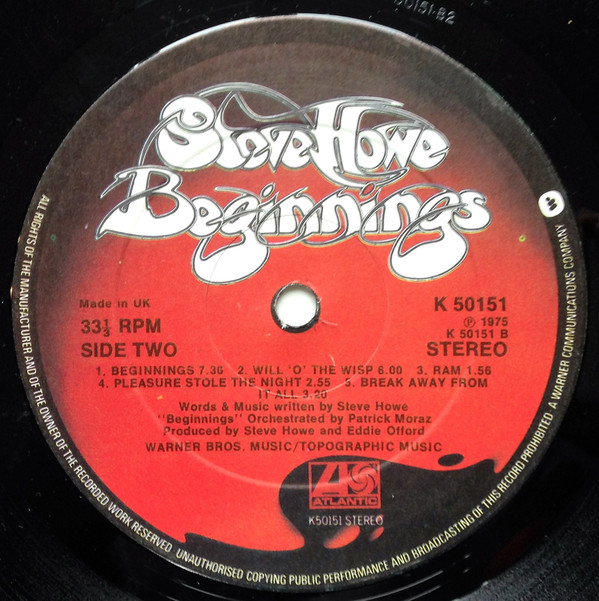 00151-B2
Steve Howe
Beginnings
Made in UK
33⅓ RPM
SIDE TWO
K 50151
Ⓟ 1975
K 50151 B
STEREO
1. BEGINNINGS 7.30 2. WILL 'O' THE WISP 6.00 3. RAM 1.56
4. PLEASURE STOLE THE NIGHT 2.55 5. BREAK AWAY FROM
IT ALL 3.20
Words & Music written by Steve Howe
"Beginnings" Orchestrated by Patrick Moraz
Produced by Steve Howe and Eddie Offord
WARNER BROS. MUSIC/TOPOGRAPHIC MUSIC
ATLANTIC
K50151 STEREO
ALL RIGHTS OF THE MANUFACTURER AND OF THE OWNER OF THE RECORDED WORK RESERVED UNAUTHORISED COPYING PUBLIC PERFORMANCE AND BROADCASTING OF THIS RECORD PROHIBITED A WARNER COMMUNICATIONS COMPANY